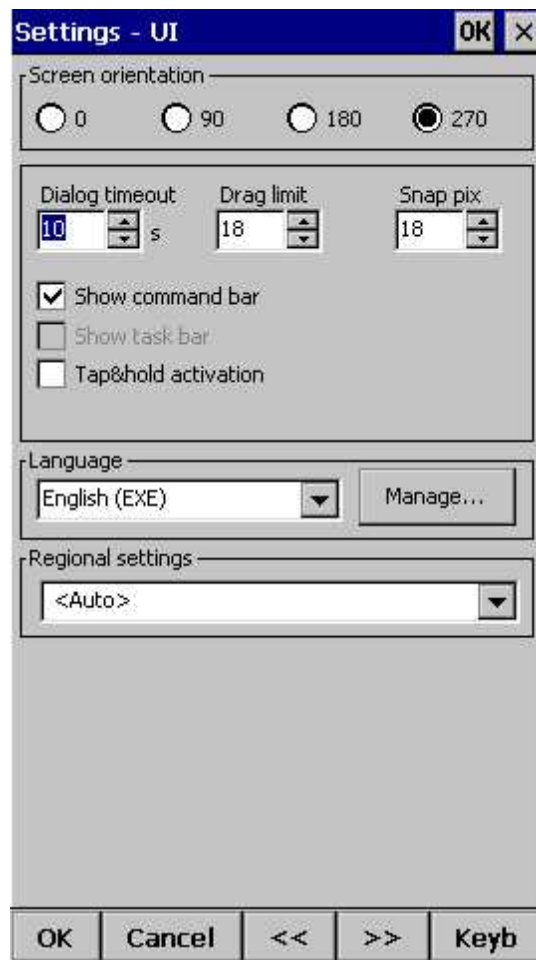 Settings - UI OK ×
Screen orientation
0 90 180 270
Dialog timeout Drag limit Snap pix
10 s 18 18
Show command bar
Show task bar
Tap&hold activation
Language
English (EXE) Manage...
Regional settings
<Auto>
OK Cancel << >> Keyb